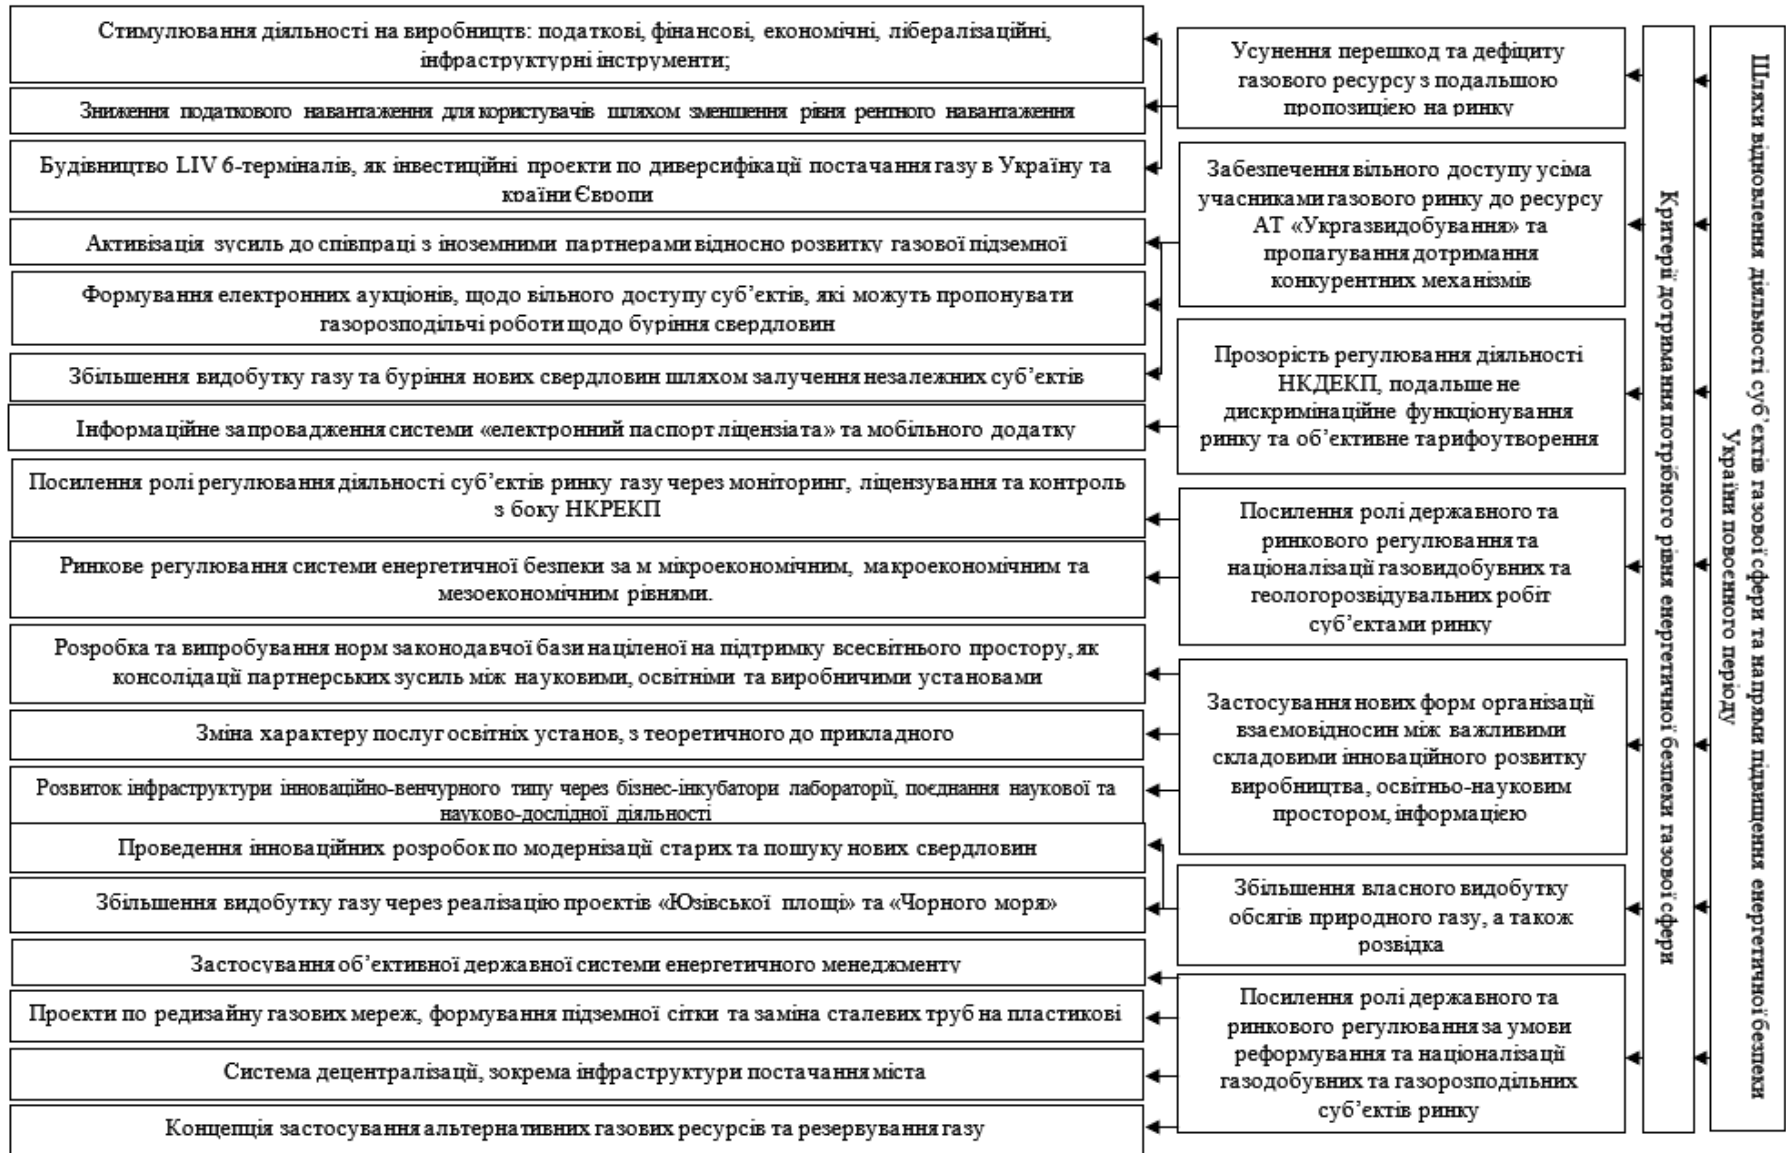 Стимулювання діяльності на виробництв: податкові, фінансові, економічні, лібералізаційні,
інфраструктурні інструменти;
Зниження податкового навантаження для користувачів шляхом зменшення рівня рентного навантаження
Будівництво LIV 6-терміналів, як інвестиційні проєкти по диверсифікації постачання газу в Україну та
країни Європи
Активізація зусиль до співпраці з іноземними партнерами відносно розвитку газової підземної
Формування електронних аукціонів, щодо вільного доступу суб’єктів, які можуть пропонувати
газорозподільчі роботи щодо буріння свердловин
Збільшення видобутку газу та буріння нових свердловин шляхом залучення незалежних суб’єктів
Інформаційне запровадження системи «електронний паспорт ліцензіата» та мобільного додатку
Посилення ролі регулювання діяльності суб’єктів ринку газу через моніторинг, ліцензування та контроль
з боку НКРЕКП
Ринкове регулювання системи енергетичної безпеки за м мікроекономічним, макроекономічним та
мезоекономічним рівнями.
Розробка та випробування норм законодавчої бази націленої на підтримку всесвітнього простору, як
консолідації партнерських зусиль між науковими, освітніми та виробничими установами
Зміна характеру послуг освітніх установ, з теоретичного до прикладного
Розвиток інфраструктури інноваційно-венчурного типу через бізнес-інкубатори лабораторії, поєднання наукової та
науково-дослідної діяльності
Проведення інноваційних розробок по модернізації старих та пошуку нових свердловин
Збільшення видобутку газу через реалізацію проєктів «Юзівської площі» та «Чорного моря»
Застосування об’єктивної державної системи енергетичного менеджменту
Проєкти по редизайну газових мереж, формування підземної сітки та заміна сталевих труб на пластикові
Система децентралізації, зокрема інфраструктури постачання міста
Концепція застосування альтернативних газових ресурсів та резервування газу
Усунення перешкод та дефіциту
газового ресурсу з подальшою
пропозицією на ринку
Забезпечення вільного доступу усіма
учасниками газового ринку до ресурсу
АТ «Укргазвидобування» та
пропагування дотримання
конкурентних механізмів
Прозорість регулювання діяльності
НКДЕКП, подальше не
дискримінаційне функціонування
ринку та об’єктивне тарифоутворення
Посилення ролі державного та
ринкового регулювання та
націоналізації газовидобувних та
геологорозвідувальних робіт
суб’єктами ринку
Застосування нових форм організації
взаємовідносин між важливими
складовими інноваційного розвитку
виробництва, освітньо-науковим
простором, інформацією
Збільшення власного видобутку
обсягів природного газу, а також
розвідка
Посилення ролі державного та
ринкового регулювання за умови
реформування та націоналізації
газодобувних та газорозподільних
суб’єктів ринку
Критерії дотримання потрібного рівня енергетичної безпеки газової сфери
Шляхи відновлення діяльності суб’єктів газової сфери та напрями підвищення енергетичної безпеки
України повоєнного періоду